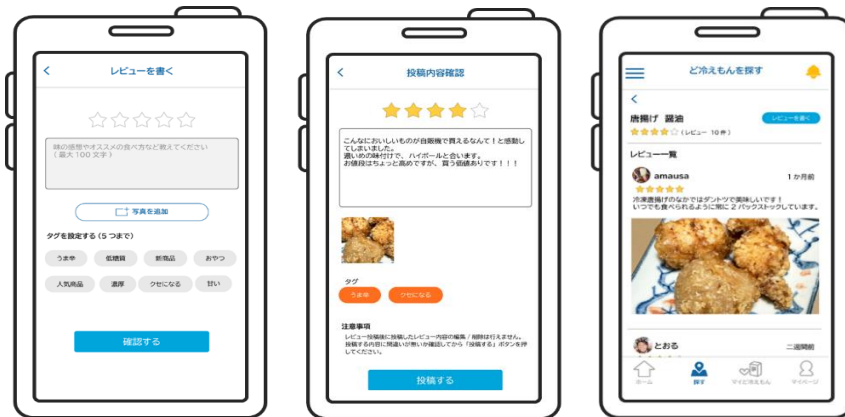 レビューを書く
味の感想やオススメの食べ方など教えてください
(最大100文字)
写真を追加
タグを設定する(5つまで)
うま辛 低糖質 新商品 おやつ
人気商品 濃厚 クセになる 甘い
確認する
投稿内容確認
こんなにおいしいものが自販機で買えるなんて!と感動し
てしまいました。
濃いめの味付けで、ハイボールと合います。
お値段はちょっと高めですが、買う価値ありです!!!
タグ
うま辛 クセになる
注意事項
レビュー投稿後に投稿したレビュー内容の編集/削除は行えません。
投稿する内容に間違いが無いか確認してから「投稿する」ボタンを押
してください。
投稿する
ど冷えもんを探す
唐揚げ 醤油
レビューを書く
(レビュー 10件)
レビュー一覧
amausa 1か月前
冷凍唐揚げのなかではダントツで美味しいです!
いつでも食べられるように常に2パックストックしています。
とおる 二週間前
ホーム 探す マイど冷えもん マイページ